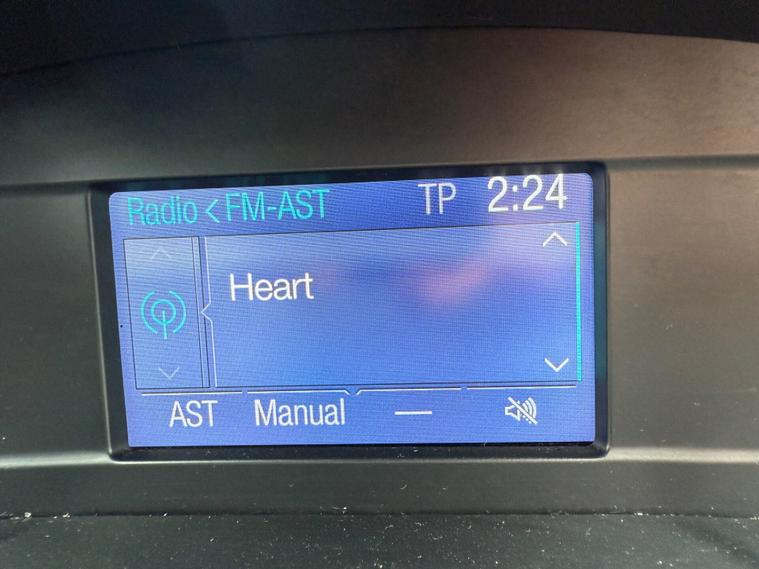 Radio < FM-AST TP 2:24
Heart
AST Manual —